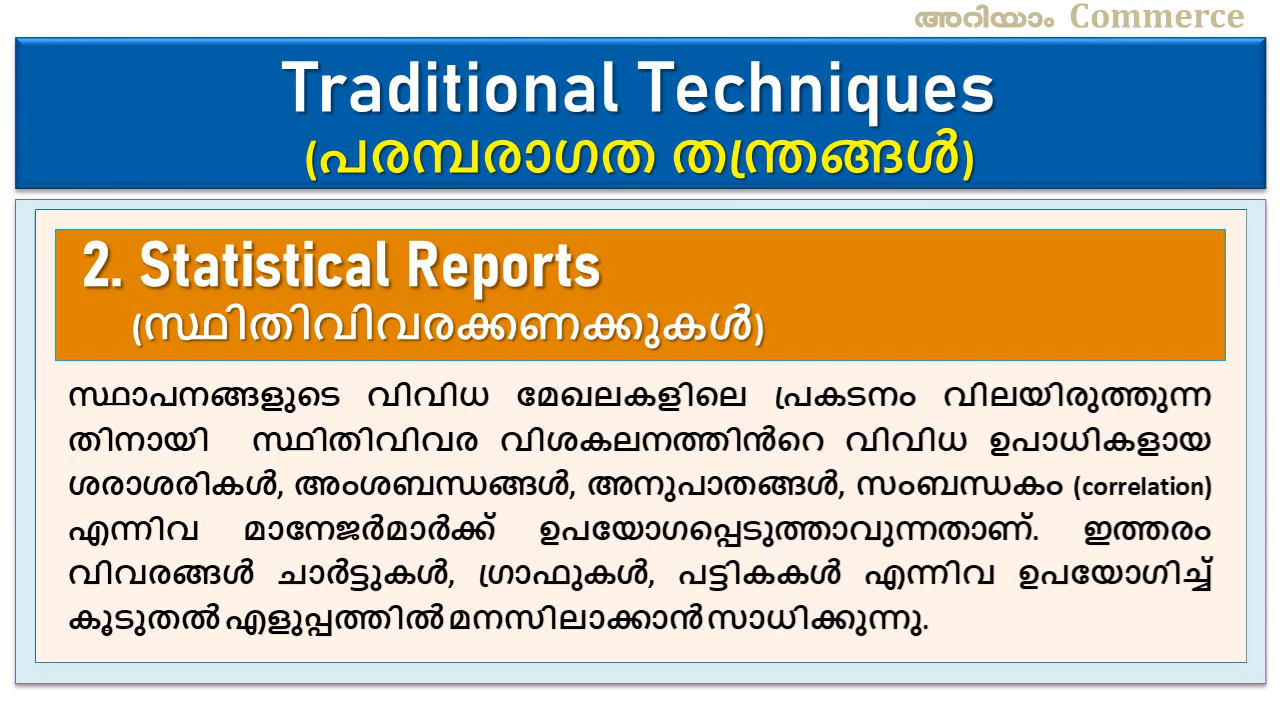 അറിയാം Commerce
Traditional Techniques
(പരമ്പരാഗത തന്ത്രങ്ങൾ)
2. Statistical Reports
(സ്ഥിതിവിവരക്കണക്കുകൾ)
സ്ഥാപനങ്ങളുടെ വിവിധ മേഖലകളിലെ പ്രകടനം വിലയിരുത്തുന്ന
തിനായി സ്ഥിതിവിവര വിശകലനത്തിൻറെ വിവിധ ഉപാധികളായ
ശരാശരികൾ, അംശബന്ധങ്ങൾ, അനുപാതങ്ങൾ, സംബന്ധകം (correlation)
എന്നിവ മാനേജർമാർക്ക് ഉപയോഗപ്പെടുത്താവുന്നതാണ്. ഇത്തരം
വിവരങ്ങൾ ചാർട്ടുകൾ, ഗ്രാഫുകൾ, പട്ടികകൾ എന്നിവ ഉപയോഗിച്ച്
കൂടുതൽ എളുപ്പത്തിൽ മനസിലാക്കാൻ സാധിക്കുന്നു.